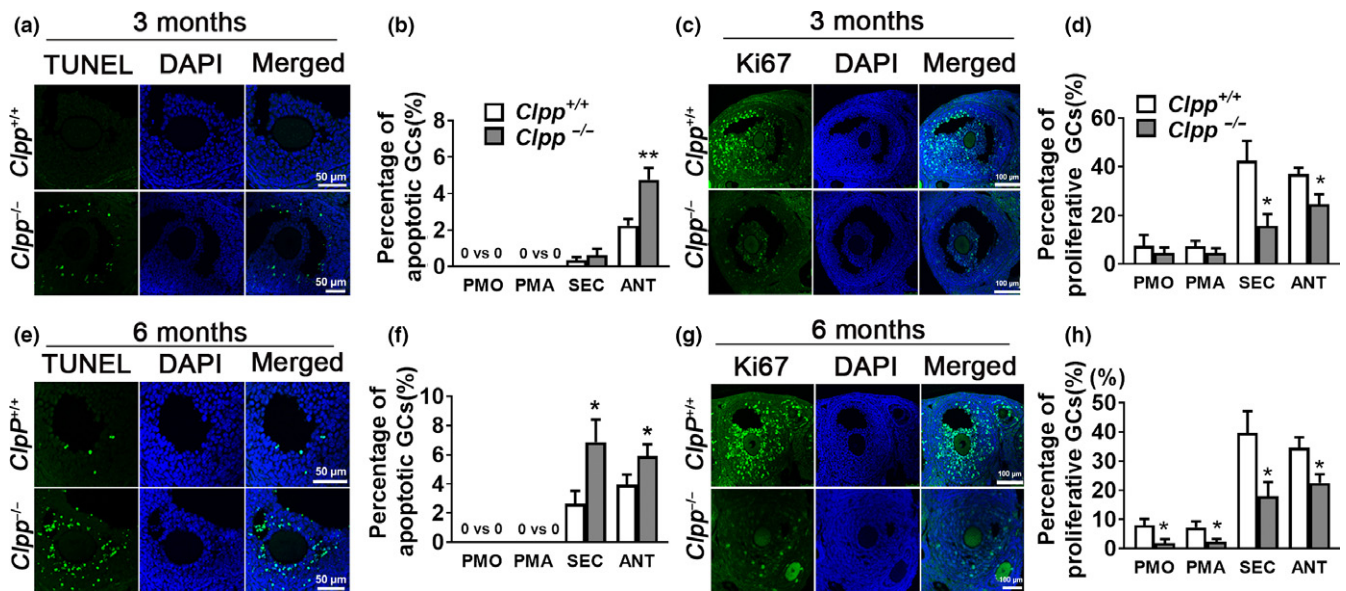 (a) 3 months
TUNEL DAPI Merged
Clpp+/+
50 µm
Clpp−/−
50 µm
(b)
Percentage of apoptotic GCs(%)
Clpp+/+
Clpp −/−
8
6
4
2
0
**
0 vs 0 0 vs 0
PMO PMA SEC ANT
(c) 3 months
Ki67 DAPI Merged
Clpp+/+
100 µm
Clpp−/−
100 µm
(d)
Percentage of proliferative GCs(%)
Clpp+/+
Clpp −/−
60
40
20
0
* *
PMO PMA SEC ANT
(e) 6 months
TUNEL DAPI Merged
ClpP+/+
50 µm
Clpp−/−
50 µm
(f)
Percentage of apoptotic GCs(%)
10
8
6
4
2
0
* *
0 vs 0 0 vs 0
PMO PMA SEC ANT
(g) 6 months
Ki67 DAPI Merged
ClpP+/+
100 µm
Clpp−/−
100 µm
(h)
Percentage of proliferative GCs(%) (%)
50
40
30
20
10
0
* * * *
PMO PMA SEC ANT